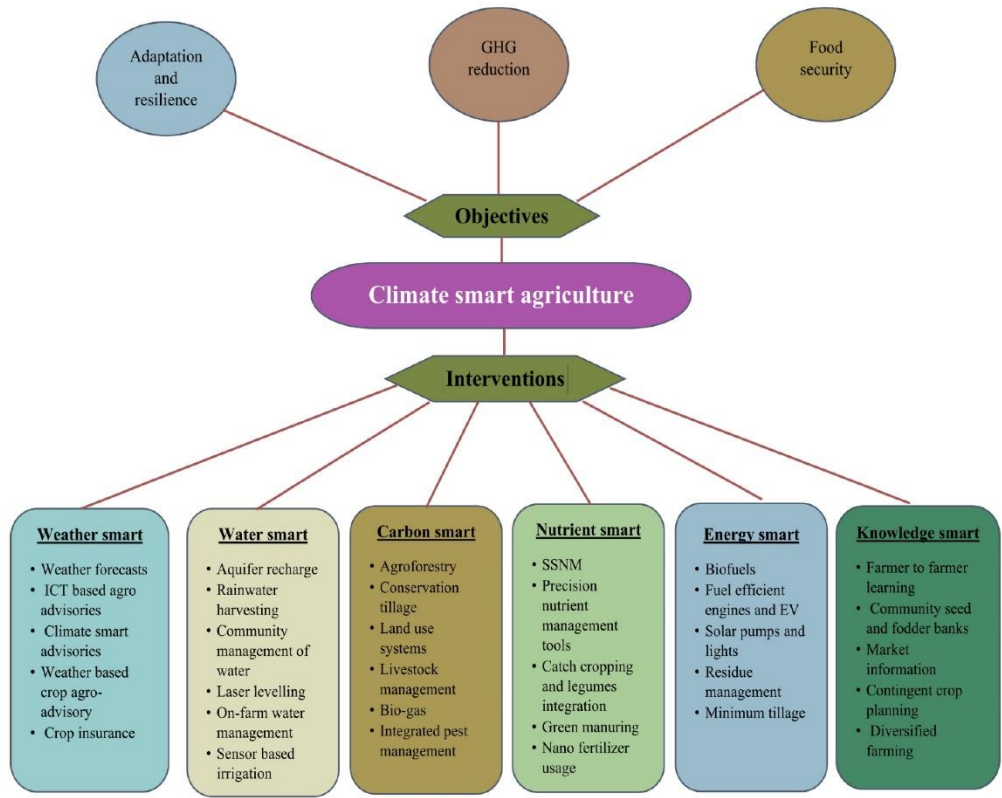 Adaptation
and
resilience
GHG
reduction
Food
security
Objectives
Climate smart agriculture
Interventions
Weather smart
• Weather forecasts
• ICT based agro
advisories
• Climate smart
advisories
• Weather based
crop agro-
advisory
• Crop insurance
Water smart
• Aquifer recharge
• Rainwater
harvesting
• Community
management of
water
• Laser levelling
• On-farm water
management
• Sensor based
irrigation
Carbon smart
• Agroforestry
• Conservation
tillage
• Land use
systems
• Livestock
management
• Bio-gas
• Integrated pest
management
Nutrient smart
• SSNM
• Precision
nutrient
management
tools
• Catch cropping
and legumes
integration
• Green manuring
• Nano fertilizer
usage
Energy smart
• Biofuels
• Fuel efficient
engines and EV
• Solar pumps and
lights
• Residue
management
• Minimum tillage
Knowledge smart
• Farmer to farmer
learning
• Community seed
and fodder banks
• Market
information
• Contingent crop
planning
• Diversified
farming